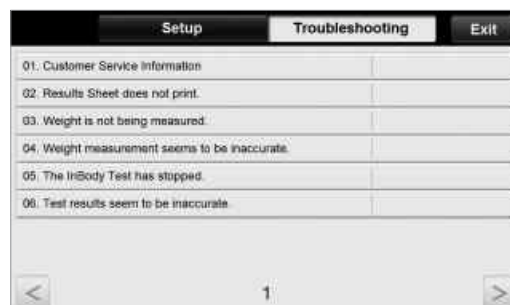 Setup Troubleshooting Exit
01. Customer Service Information
02. Results Sheet does not print.
03. Weight is not being measured.
04. Weight measurement seems to be inaccurate.
05. The InBody Test has stopped.
06. Test results seem to be inaccurate.
< 1 >